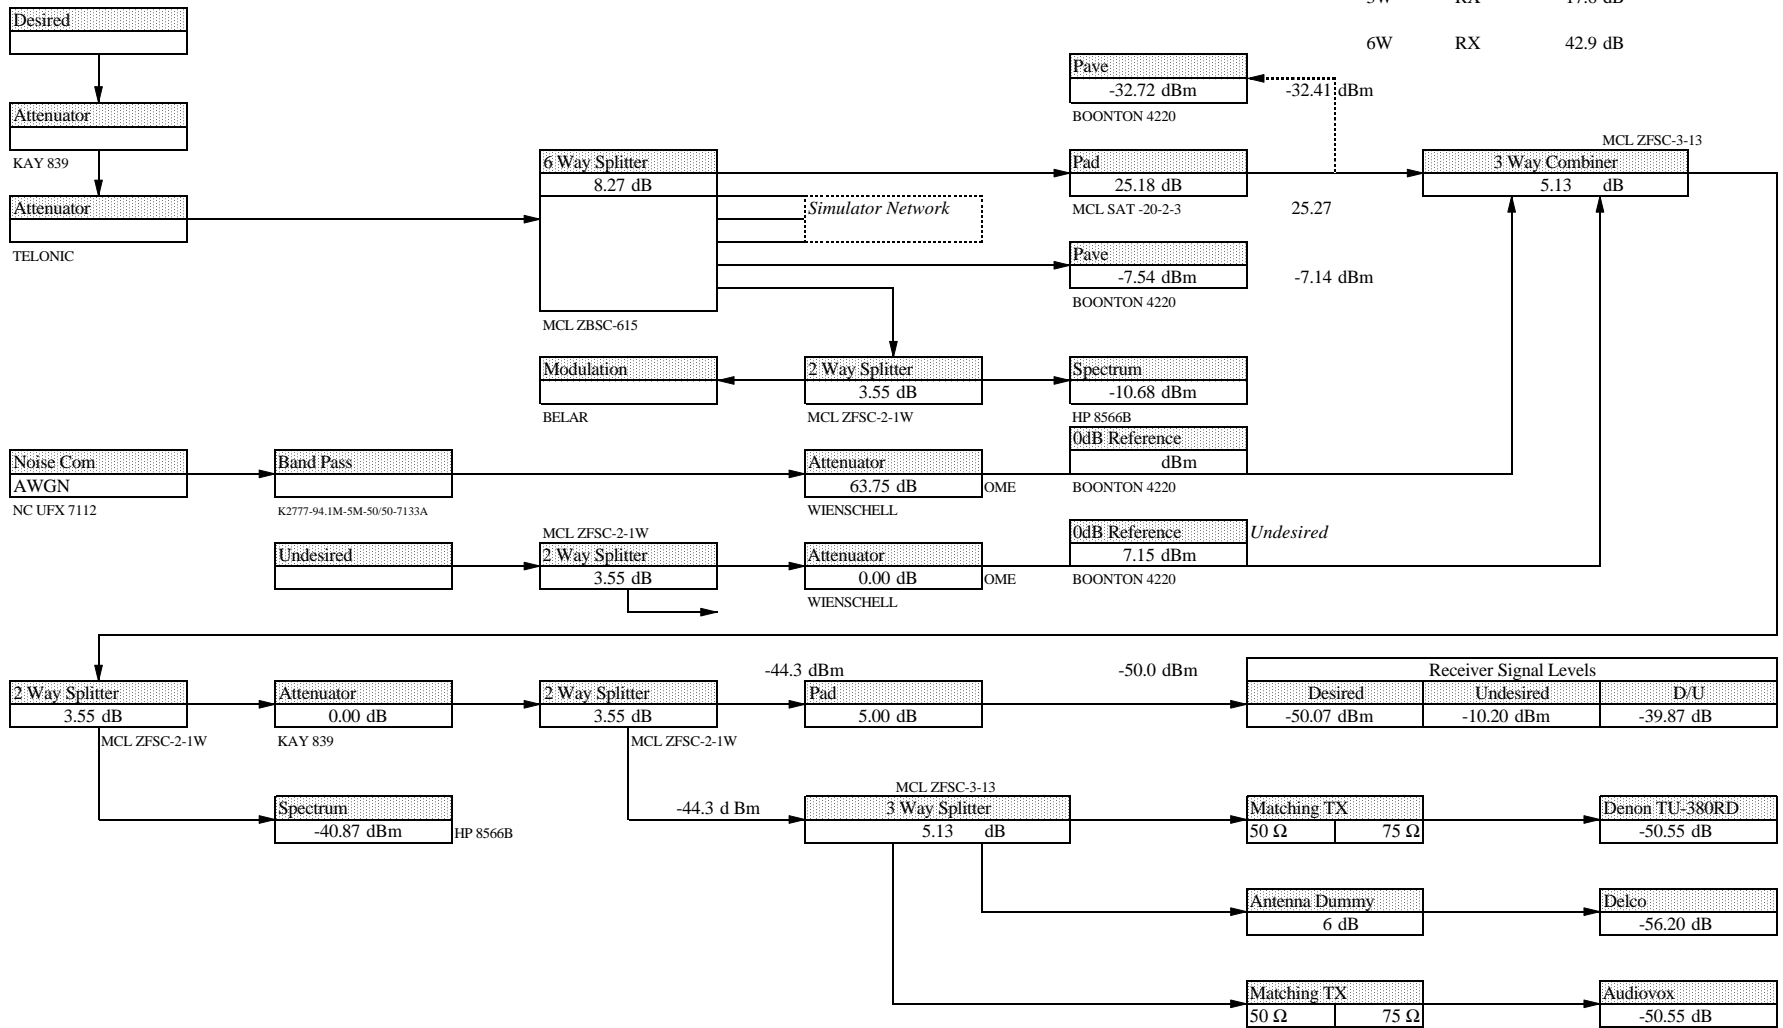 Desired
3W RX 17.6 dB
6W RX 42.9 dB
Pave
-32.72 dBm
-32.41 dBm
BOONTON 4220
Attenuator
KAY 839
MCL ZFSC-3-13
6 Way Splitter
8.27 dB
Pad
25.18 dB
3 Way Combiner
5.13 dB
Attenuator
TELONIC
Simulator Network
MCL SAT -20-2-3
25.27
Pave
-7.54 dBm
-7.14 dBm
BOONTON 4220
MCL ZBSC-615
Modulation
BELAR
2 Way Splitter
3.55 dB
MCL ZFSC-2-1W
Spectrum
-10.68 dBm
HP 8566B
Noise Com
AWGN
NC UFX 7112
Band Pass
K2777-94.1M-5M-50/50-7133A
Attenuator
63.75 dB
OME
WIENSCHELL
0dB Reference
dBm
BOONTON 4220
Undesired
MCL ZFSC-2-1W
2 Way Splitter
3.55 dB
Attenuator
0.00 dB
OME
WIENSCHELL
0dB Reference
Undesired
7.15 dBm
BOONTON 4220
2 Way Splitter
3.55 dB
MCL ZFSC-2-1W
Attenuator
0.00 dB
KAY 839
2 Way Splitter
3.55 dB
MCL ZFSC-2-1W
-44.3 dBm
Pad
5.00 dB
-50.0 dBm
Receiver Signal Levels
Desired Undesired D/U
-50.07 dBm -10.20 dBm -39.87 dB
Spectrum
-40.87 dBm
HP 8566B
-44.3 d Bm
MCL ZFSC-3-13
3 Way Splitter
5.13 dB
Matching TX
50 Ω 75 Ω
Denon TU-380RD
-50.55 dB
Antenna Dummy
6 dB
Delco
-56.20 dB
Matching TX
50 Ω 75 Ω
Audiovox
-50.55 dB